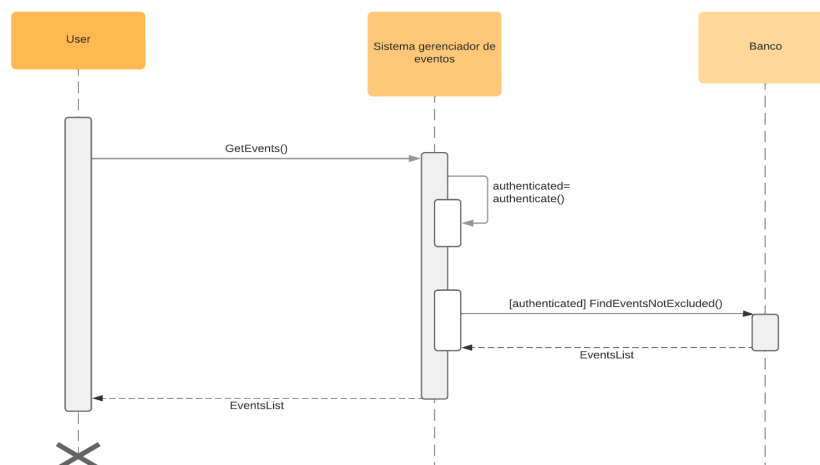 User
Sistema gerenciador de
eventos
Banco
GetEvents()
authenticated=
authenticate()
[authenticated] FindEventsNotExcluded()
EventsList
EventsList